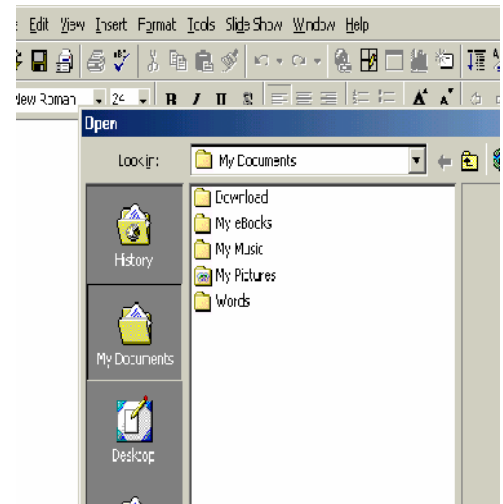 Edit View Insert Format Tools Slide Show Window Help
New Roman 24 B I U S A A
Open
Look in: My Documents
Download
My eBooks
History
My Music
My Pictures
Words
My Documents
Desktop